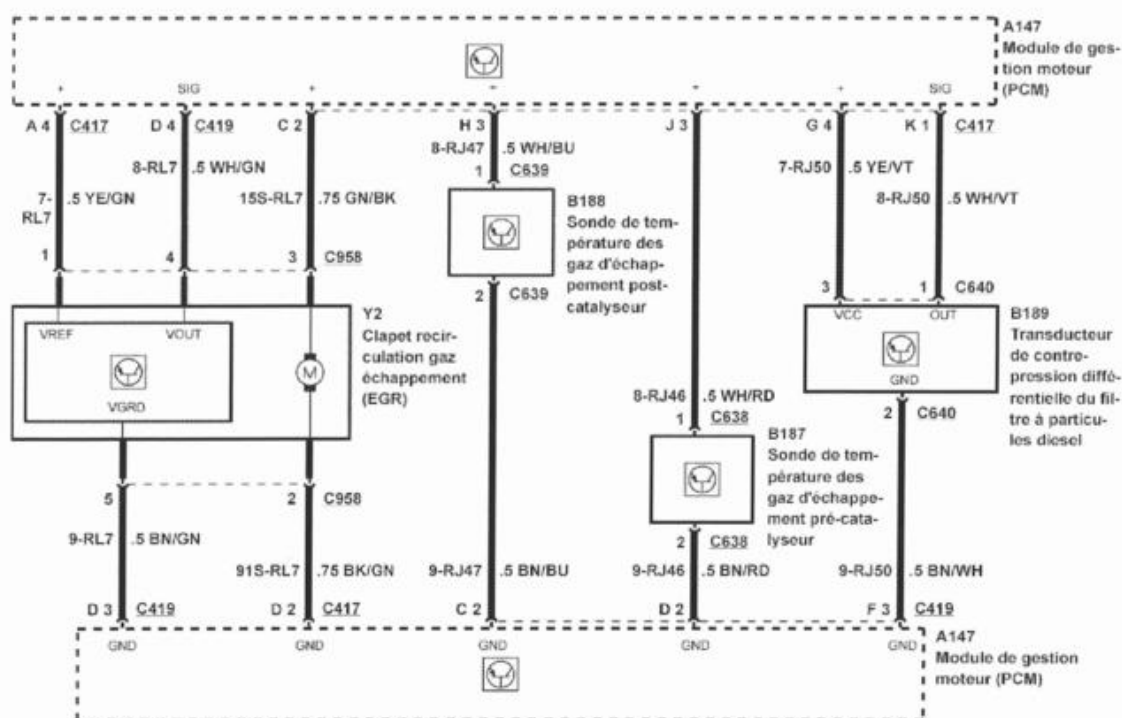 A147
Module de ges-
tion moteur
(PCM)
+ SIG + - - + SIG
A 4 C417 D 4 C419 C 2 H 3 J 3 G 4 K 1 C417
8-RJ47 .5 WH/BU
8-RL7 .5 WH/GN
7-RJ50 .5 YE/VT
1 C639
7-
RL7
.5 YE/GN
15S-RL7 .75 GN/BK
8-RJ50 .5 WH/VT
B188
Sonde de tem-
pérature des
gaz d'échap-
pement post-
catalyseur
1 4 3 C958
2 C639
3 1 C640
Y2
Clapet recir-
culation gaz
échappement
(EGR)
VREF VOUT
M
VGRD
VCC OUT
GND
B189
Transducteur
de contre-
pression diffé-
rentielle du fil-
tre à particu-
les diesel
8-RJ46 .5 WH/RD
1 C638
2 C640
B187
Sonde de tem-
pérature des
gaz d'échappe-
ment pré-cata-
lyseur
5 2 C958
2 C638
9-RL7 .5 BN/GN
91S-RL7 .75 BK/GN
9-RJ47 .5 BN/BU
9-RJ46 .5 BN/RD
9-RJ50 .5 BN/WH
D 3 C419 D 2 C417 C 2 D 2 F 3 C419
GND GND GND GND GND
A147
Module de gestion
moteur (PCM)